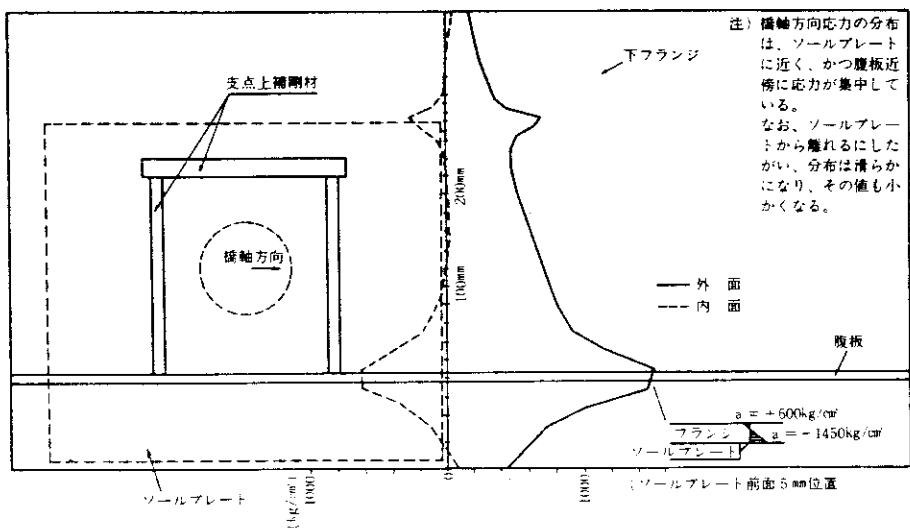 注）橋軸方向応力の分布
は、ソールプレート
に近く、かつ腹板近
傍に応力が集中して
いる。
なお、ソールプレー
トから離れるにした
がい、分布は滑らか
になり、その値も小
かくなる。
下フランジ
支点上補剛材
200mm
橋軸方向
100mm
外 面
内 面
腹板
a = +600kg/cm²
フランジ
a = -1450kg/cm²
ソールプレート
ソールプレート
1000
0
1000
ソールプレート前面5mm位置